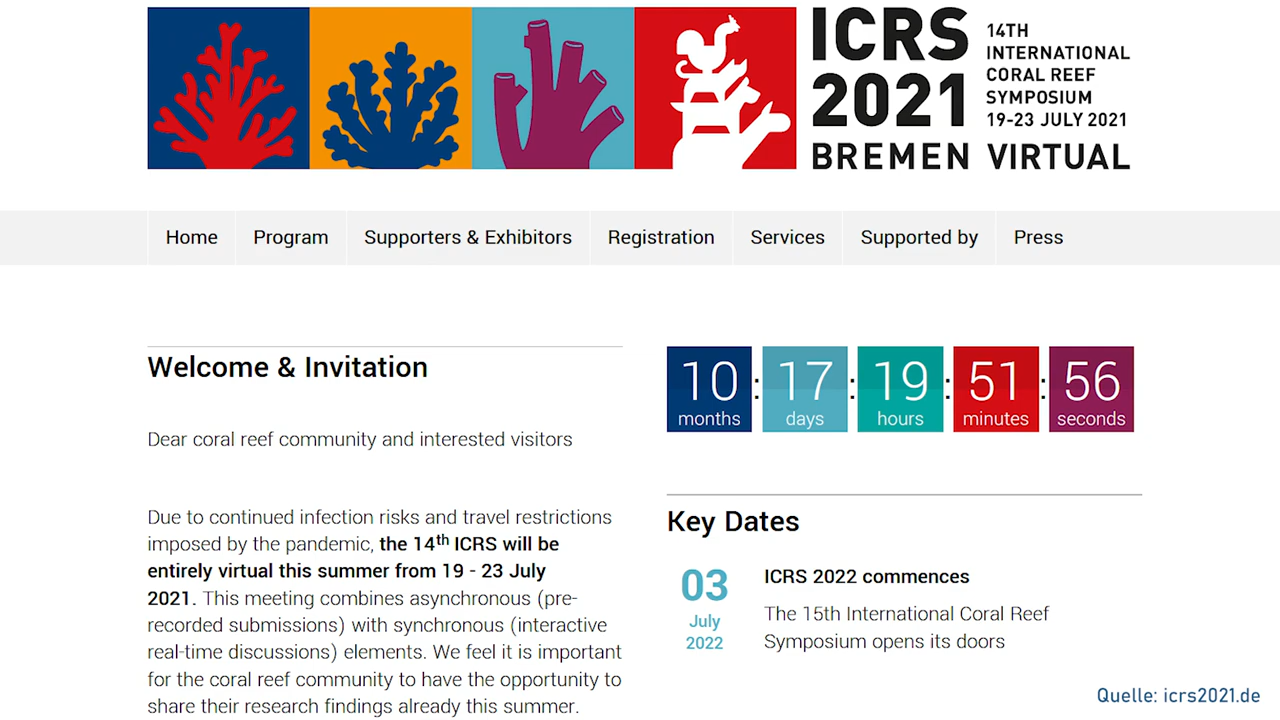 ICRS
2021
BREMEN VIRTUAL
14TH
INTERNATIONAL
CORAL REEF
SYMPOSIUM
19-23 JULY 2021
Home Program Supporters & Exhibitors Registration Services Supported by Press
Welcome & Invitation
Dear coral reef community and interested visitors
Due to continued infection risks and travel restrictions
imposed by the pandemic, the 14th ICRS will be
entirely virtual this summer from 19 - 23 July
2021. This meeting combines asynchronous (pre-
recorded submissions) with synchronous (interactive
real-time discussions) elements. We feel it is important
for the coral reef community to have the opportunity to
share their research findings already this summer.
10 : 17 : 19 : 51 : 56
months days hours minutes seconds
Key Dates
03
July
2022
ICRS 2022 commences
The 15th International Coral Reef
Symposium opens its doors
Quelle: icrs2021.de